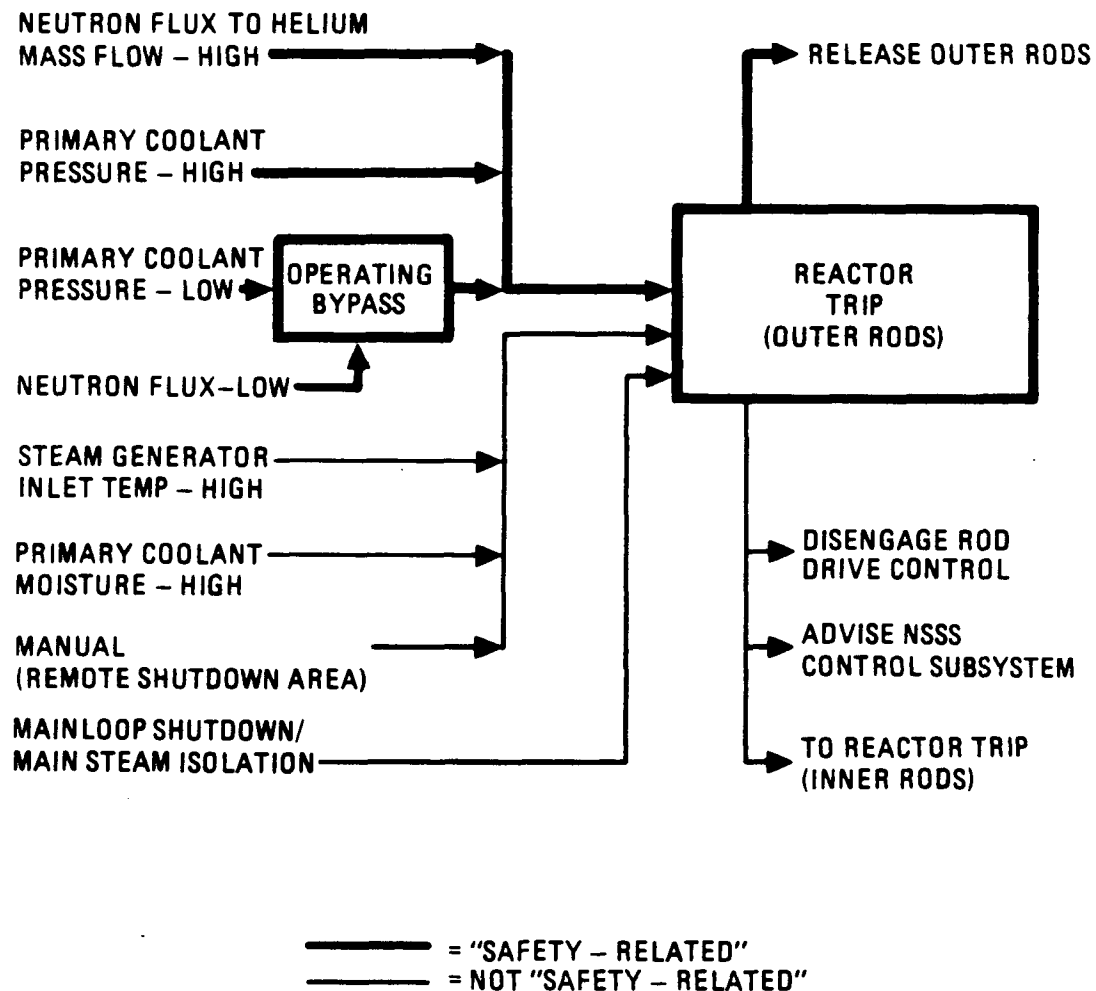 NEUTRON FLUX TO HELIUM
MASS FLOW – HIGH
PRIMARY COOLANT
PRESSURE – HIGH
PRIMARY COOLANT
PRESSURE – LOW
OPERATING
BYPASS
NEUTRON FLUX–LOW
STEAM GENERATOR
INLET TEMP – HIGH
PRIMARY COOLANT
MOISTURE – HIGH
MANUAL
(REMOTE SHUTDOWN AREA)
MAIN LOOP SHUTDOWN/
MAIN STEAM ISOLATION
RELEASE OUTER RODS
REACTOR
TRIP
(OUTER RODS)
DISENGAGE ROD
DRIVE CONTROL
ADVISE NSSS
CONTROL SUBSYSTEM
TO REACTOR TRIP
(INNER RODS)
= "SAFETY – RELATED"
= NOT "SAFETY – RELATED"